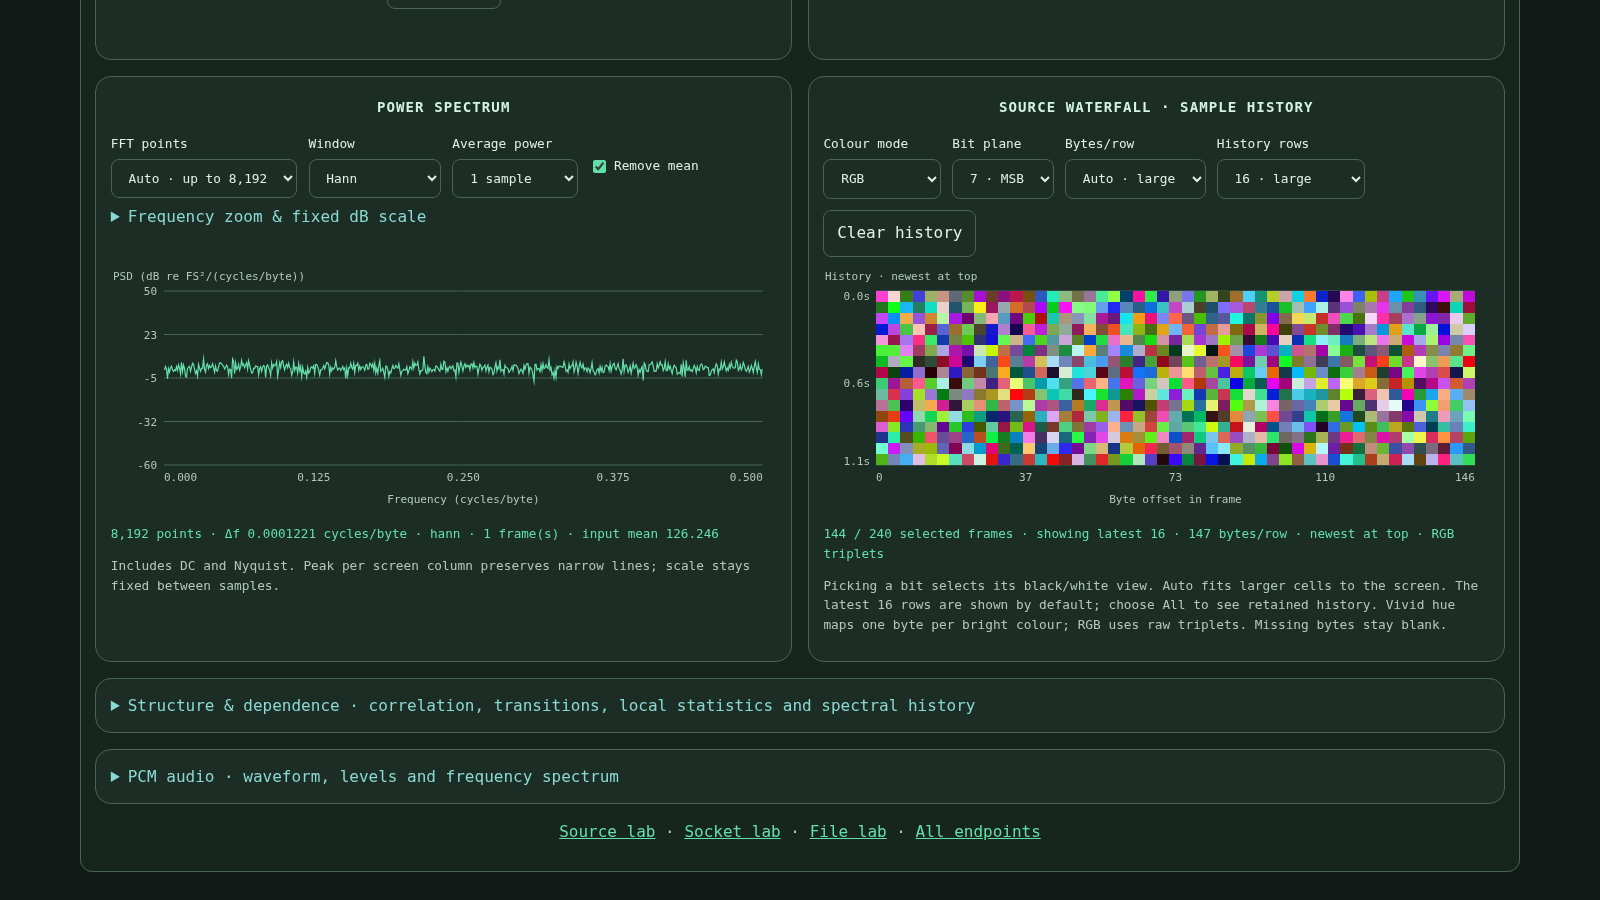 POWER SPECTRUM
FFT points
Window
Average power
Auto · up to 8,192
Hann
1 sample
Remove mean
▶ Frequency zoom & fixed dB scale
PSD (dB re FS²/(cycles/byte))
50
23
-5
-32
-60
0.000 0.125 0.250 0.375 0.500
Frequency (cycles/byte)
8,192 points · Δf 0.0001221 cycles/byte · hann · 1 frame(s) · input mean 126.246
Includes DC and Nyquist. Peak per screen column preserves narrow lines; scale stays
fixed between samples.
SOURCE WATERFALL · SAMPLE HISTORY
Colour mode
Bit plane
Bytes/row
History rows
RGB
7 · MSB
Auto · large
16 · large
Clear history
History · newest at top
0.0s
0.6s
1.1s
0 37 73 110 146
Byte offset in frame
144 / 240 selected frames · showing latest 16 · 147 bytes/row · newest at top · RGB
triplets
Picking a bit selects its black/white view. Auto fits larger cells to the screen. The
latest 16 rows are shown by default; choose All to see retained history. Vivid hue
maps one byte per bright colour; RGB uses raw triplets. Missing bytes stay blank.
▶ Structure & dependence · correlation, transitions, local statistics and spectral history
▶ PCM audio · waveform, levels and frequency spectrum
Source lab · Socket lab · File lab · All endpoints